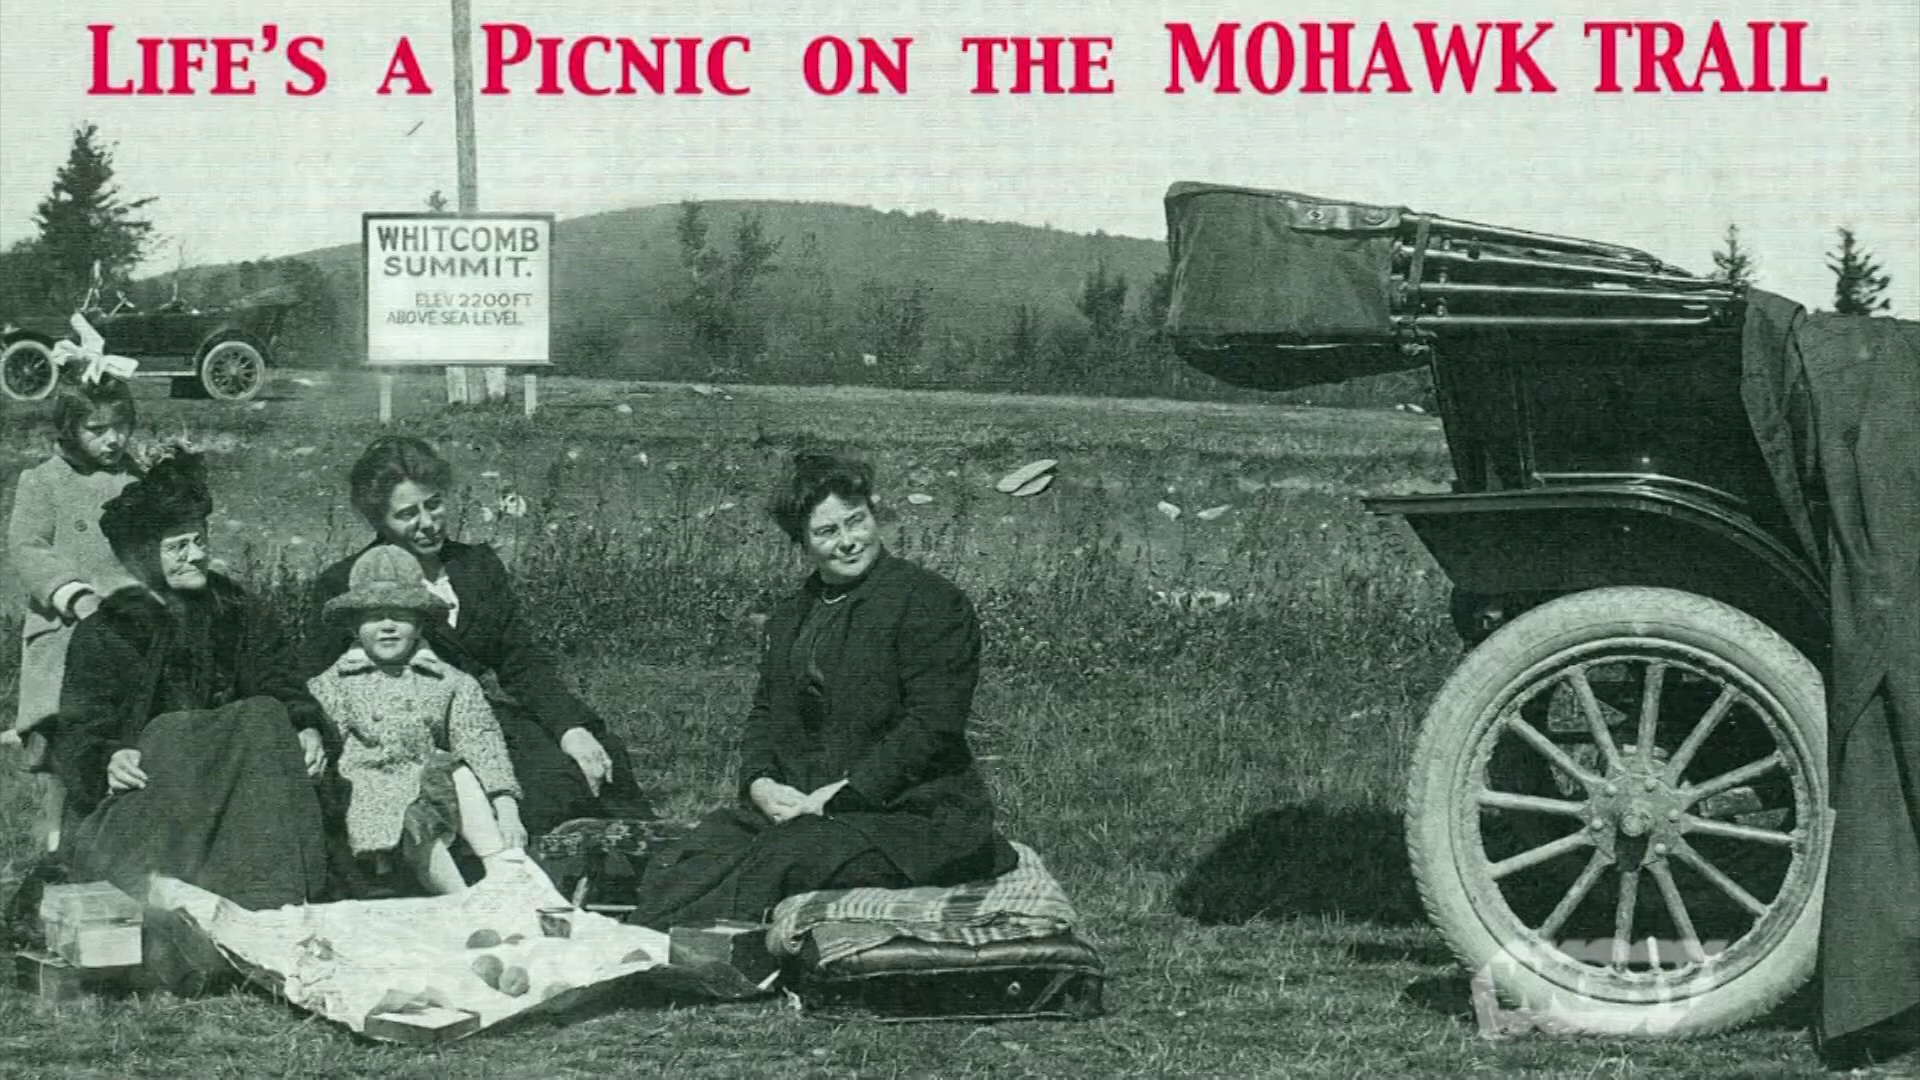 LIFE'S A PICNIC ON THE MOHAWK TRAIL
WHITCOMB
SUMMIT.
ELEV 2200 FT
ABOVE SEA LEVEL